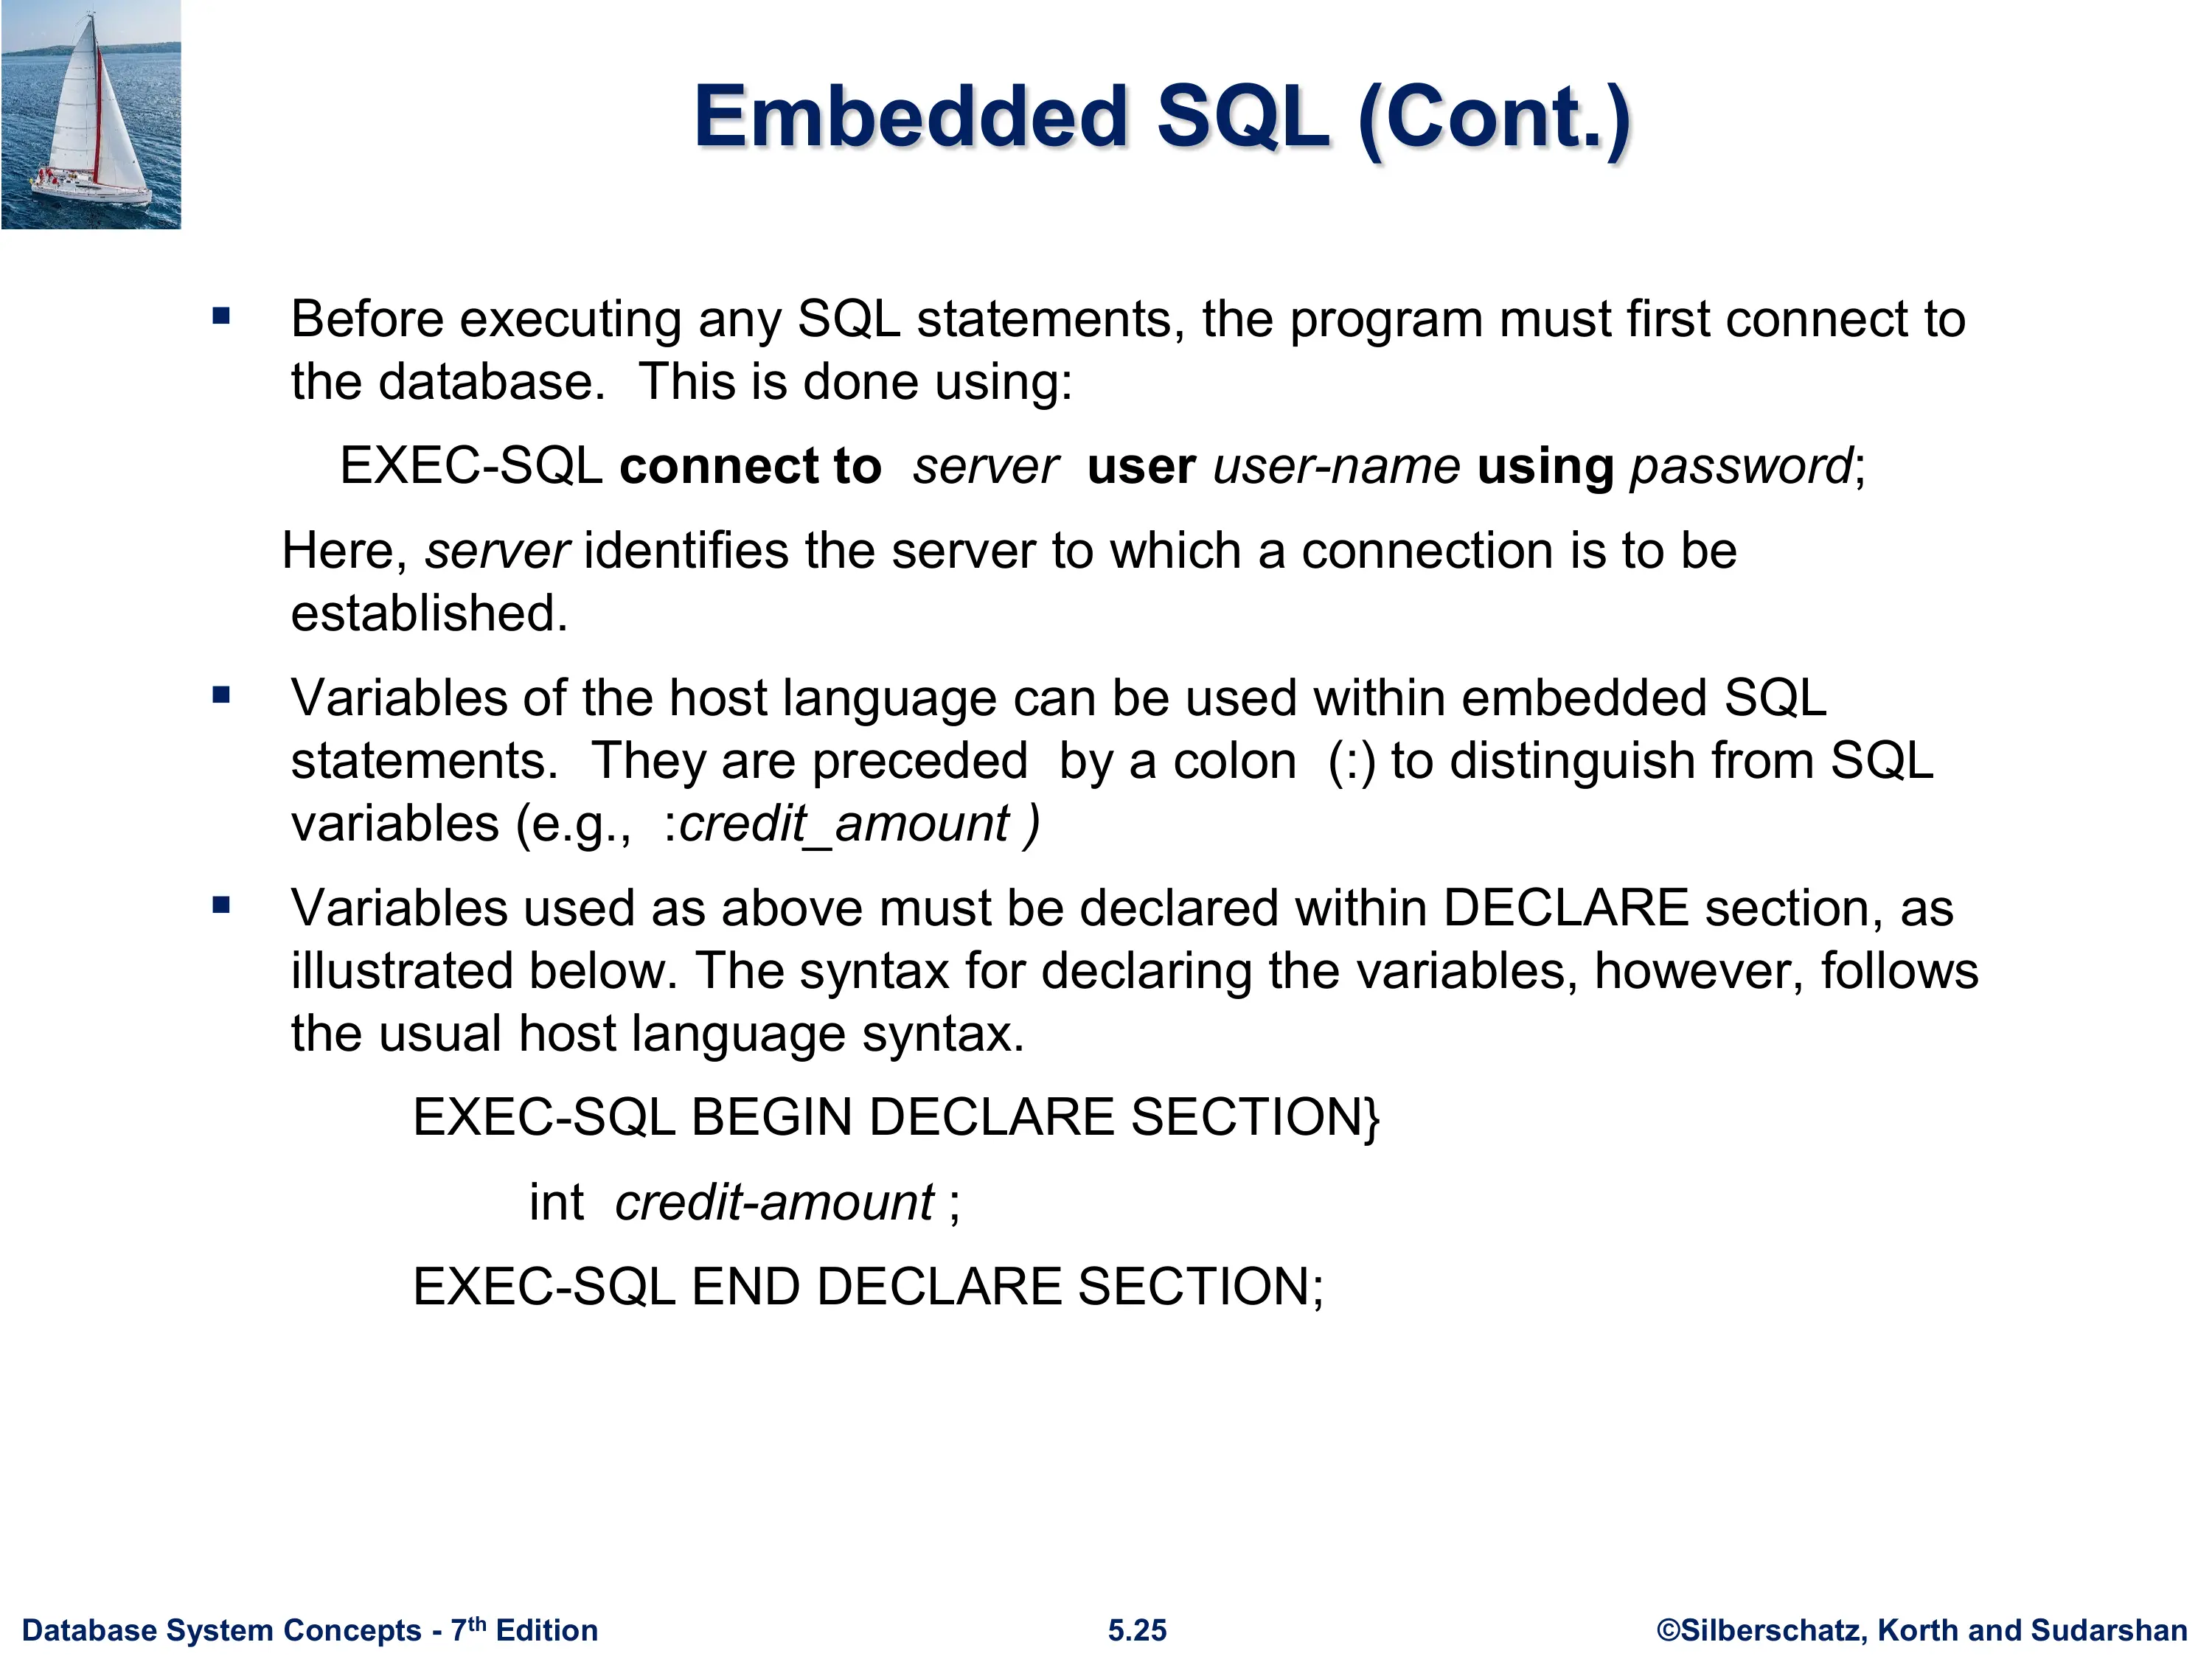 Embedded SQL (Cont.)
Before executing any SQL statements, the program must first connect to
the database.  This is done using:
EXEC-SQL connect to  server  user user-name using password;
Here, server identifies the server to which a connection is to be
established.
Variables of the host language can be used within embedded SQL
statements.  They are preceded  by a colon  (:) to distinguish from SQL
variables (e.g.,  :credit_amount )
Variables used as above must be declared within DECLARE section, as
illustrated below. The syntax for declaring the variables, however, follows
the usual host language syntax.
EXEC-SQL BEGIN DECLARE SECTION}
int  credit-amount ;
EXEC-SQL END DECLARE SECTION;
Database System Concepts - 7th Edition
5.25
©Silberschatz, Korth and Sudarshan